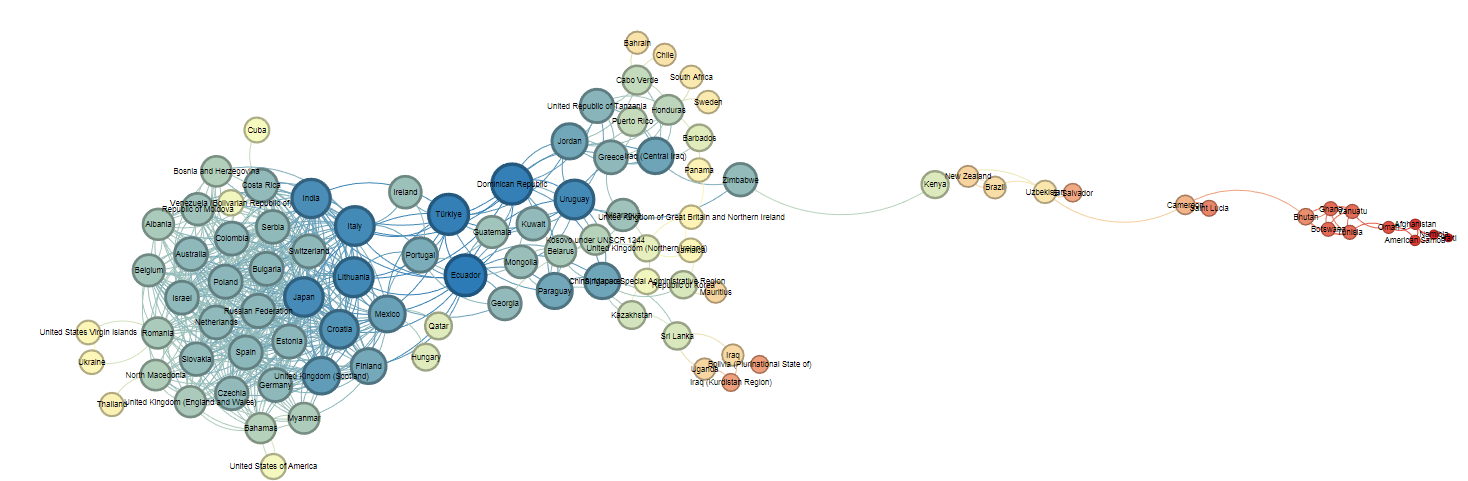 Bahrain
Chile
South Africa
Cabo Verde
Sweden
United Republic of Tanzania
Honduras
Puerto Rico
Cuba
Barbados
Jordan
Greece
Iraq (Central Iraq)
Panama
Bosnia and Herzegovina
Costa Rica
Zimbabwe
Kenya
New Zealand
Brazil
Uzbekistan
El Salvador
Dominican Republic
Ireland
India
Uruguay
Venezuela (Bolivarian Republic of)
Republic of Moldova
Cameroon
Saint Lucia
Ghana
Vanuatu
Bhutan
Türkiye
United Kingdom of Great Britain and Northern Ireland
Albania
Serbia
Italy
Kuwait
Guatemala
Botswana
Tunisia
Oman
Afghanistan
Namibia
American Samoa
Colombia
Kosovo under UNSCR 1244
United Kingdom (Northern Ireland)
Jamaica
Switzerland
Belarus
Australia
Portugal
Mongolia
Belgium
Bulgaria
Lithuania
Ecuador
Poland
Singapore
Republic of Korea
Paraguay
Mauritius
Israel
Japan
Georgia
Russian Federation
Mexico
Kazakhstan
Netherlands
Qatar
Croatia
United States Virgin Islands
Romania
Sri Lanka
Estonia
Spain
Slovakia
Hungary
Iraq
Ukraine
Bolivia (Plurinational State of)
Finland
Uganda
North Macedonia
United Kingdom (Scotland)
Iraq (Kurdistan Region)
Germany
Czechia
Thailand
United Kingdom (England and Wales)
Myanmar
Bahamas
United States of America